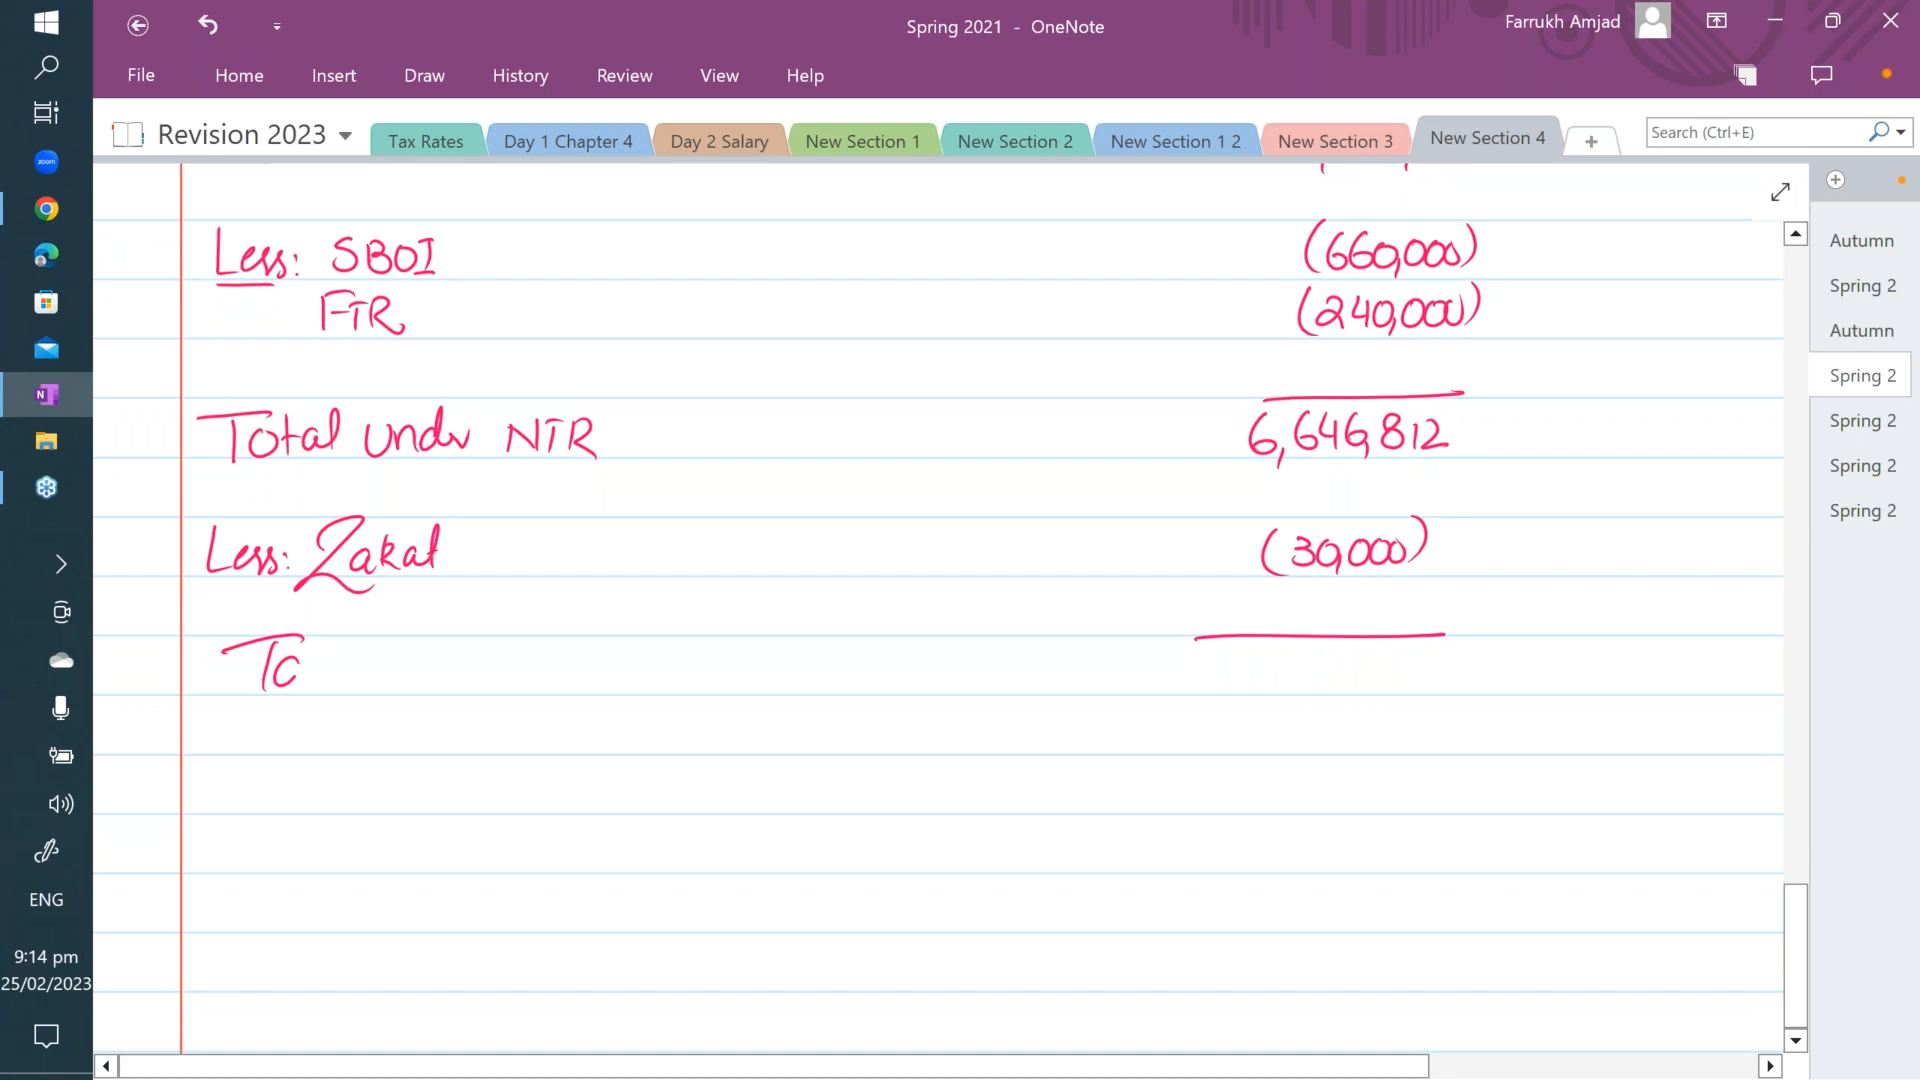 Spring 2021 - OneNote
Farrukh Amjad
File Home Insert Draw History Review View Help
Revision 2023
Tax Rates
Day 1 Chapter 4
Day 2 Salary
New Section 1
New Section 2
New Section 1 2
New Section 3
New Section 4
Search (Ctrl+E)
Less: SBOI (660,000)
FTR (240,000)
Total Under NTR 6,646,812
Less: Zakat (30,000)
TC
Autumn
Spring 2
Autumn
Spring 2
Spring 2
Spring 2
Spring 2
zoom
N
ENG
9:14 pm
25/02/2023